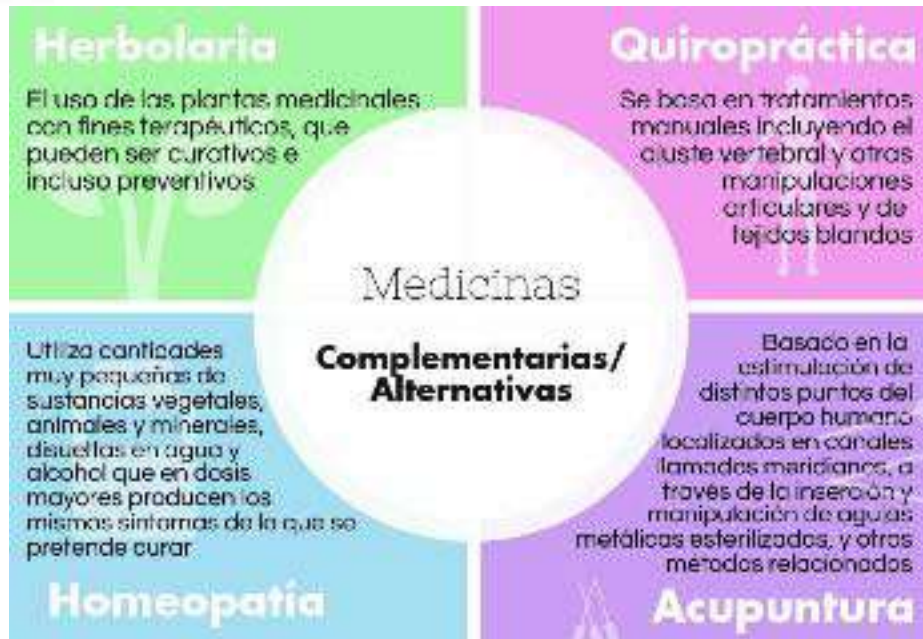 Herbolaria
El uso de las plantas medicinales
con fines terapéuticos, que
pueden ser curativos e
incluso preventivos
Quiropráctica
Se basa en tratamientos
manuales incluyendo el
ajuste vertebral y otras
manipulaciones
articulares y de
tejidos blandos
Medicinas
Complementarias/
Alternativas
Utiliza cantidades
muy pequeñas de
sustancias vegetales,
animales y minerales,
disueltas en agua y
alcohol que en dosis
mayores producen los
mismos síntomas de lo que se
pretende curar
Homeopatía
Basado en la
estimulación de
distintos puntos del
cuerpo humano
localizados en canales
llamados meridianos, a
través de la inserción y
manipulación de agujas
metálicas esterilizados, y otros
métodos relacionados
Acupuntura